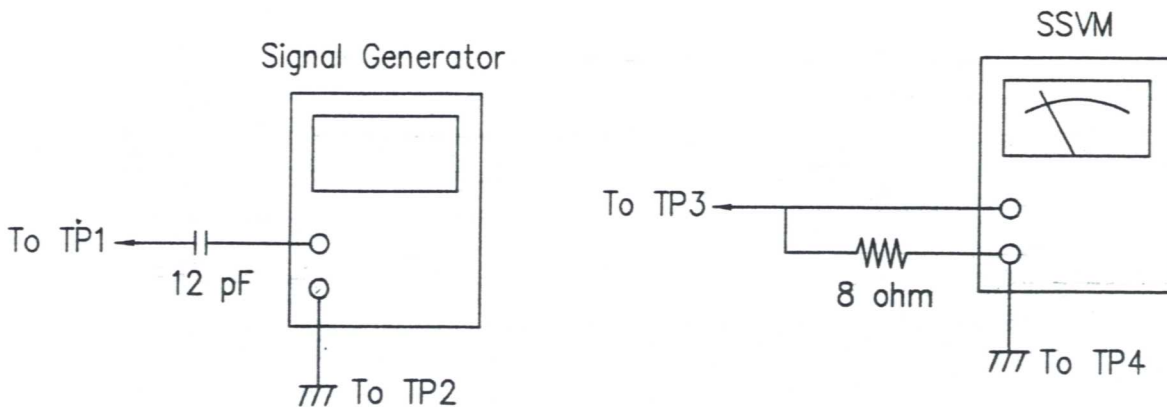 Signal Generator
To TP1
12 pF
To TP2
SSVM
To TP3
8 ohm
To TP4